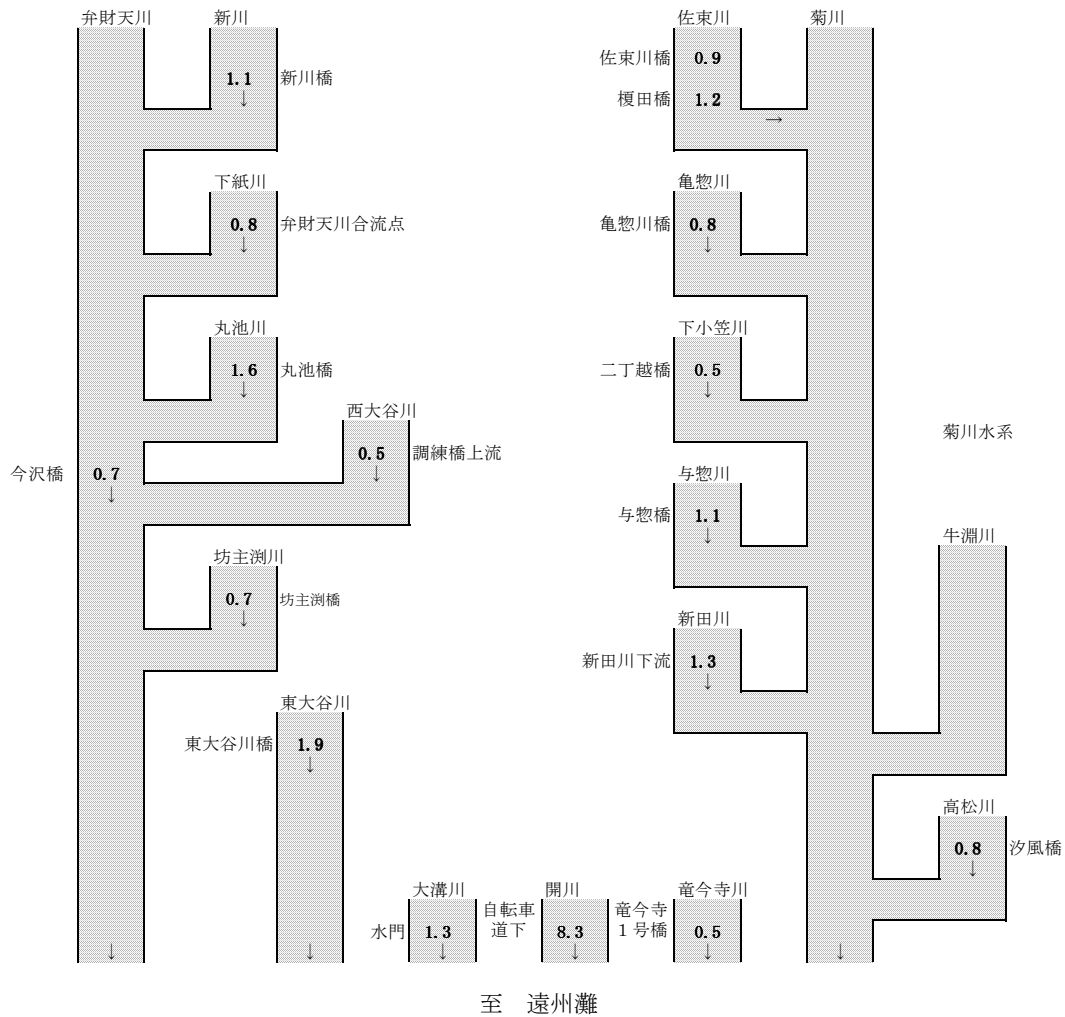 弁財天川
新川
佐束川
菊川
佐束川橋
0.9
1.1
新川橋
榎田橋
1.2
↓
→
下紙川
亀惣川
0.8
弁財天川合流点
亀惣川橋
0.8
↓
↓
丸池川
下小笠川
1.6
丸池橋
二丁越橋
0.5
↓
↓
西大谷川
菊川水系
0.5
調練橋上流
今沢橋
0.7
↓
与惣川
↓
与惣橋
1.1
↓
牛淵川
坊主渕川
0.7
坊主渕橋
↓
新田川
新田川下流
1.3
↓
東大谷川
東大谷川橋
1.9
↓
高松川
0.8
汐風橋
↓
大溝川
開川
竜今寺川
水門
1.3
自転車
道下
8.3
竜今寺
１号橋
0.5
↓
↓
↓
↓
↓
↓
至　遠州灘